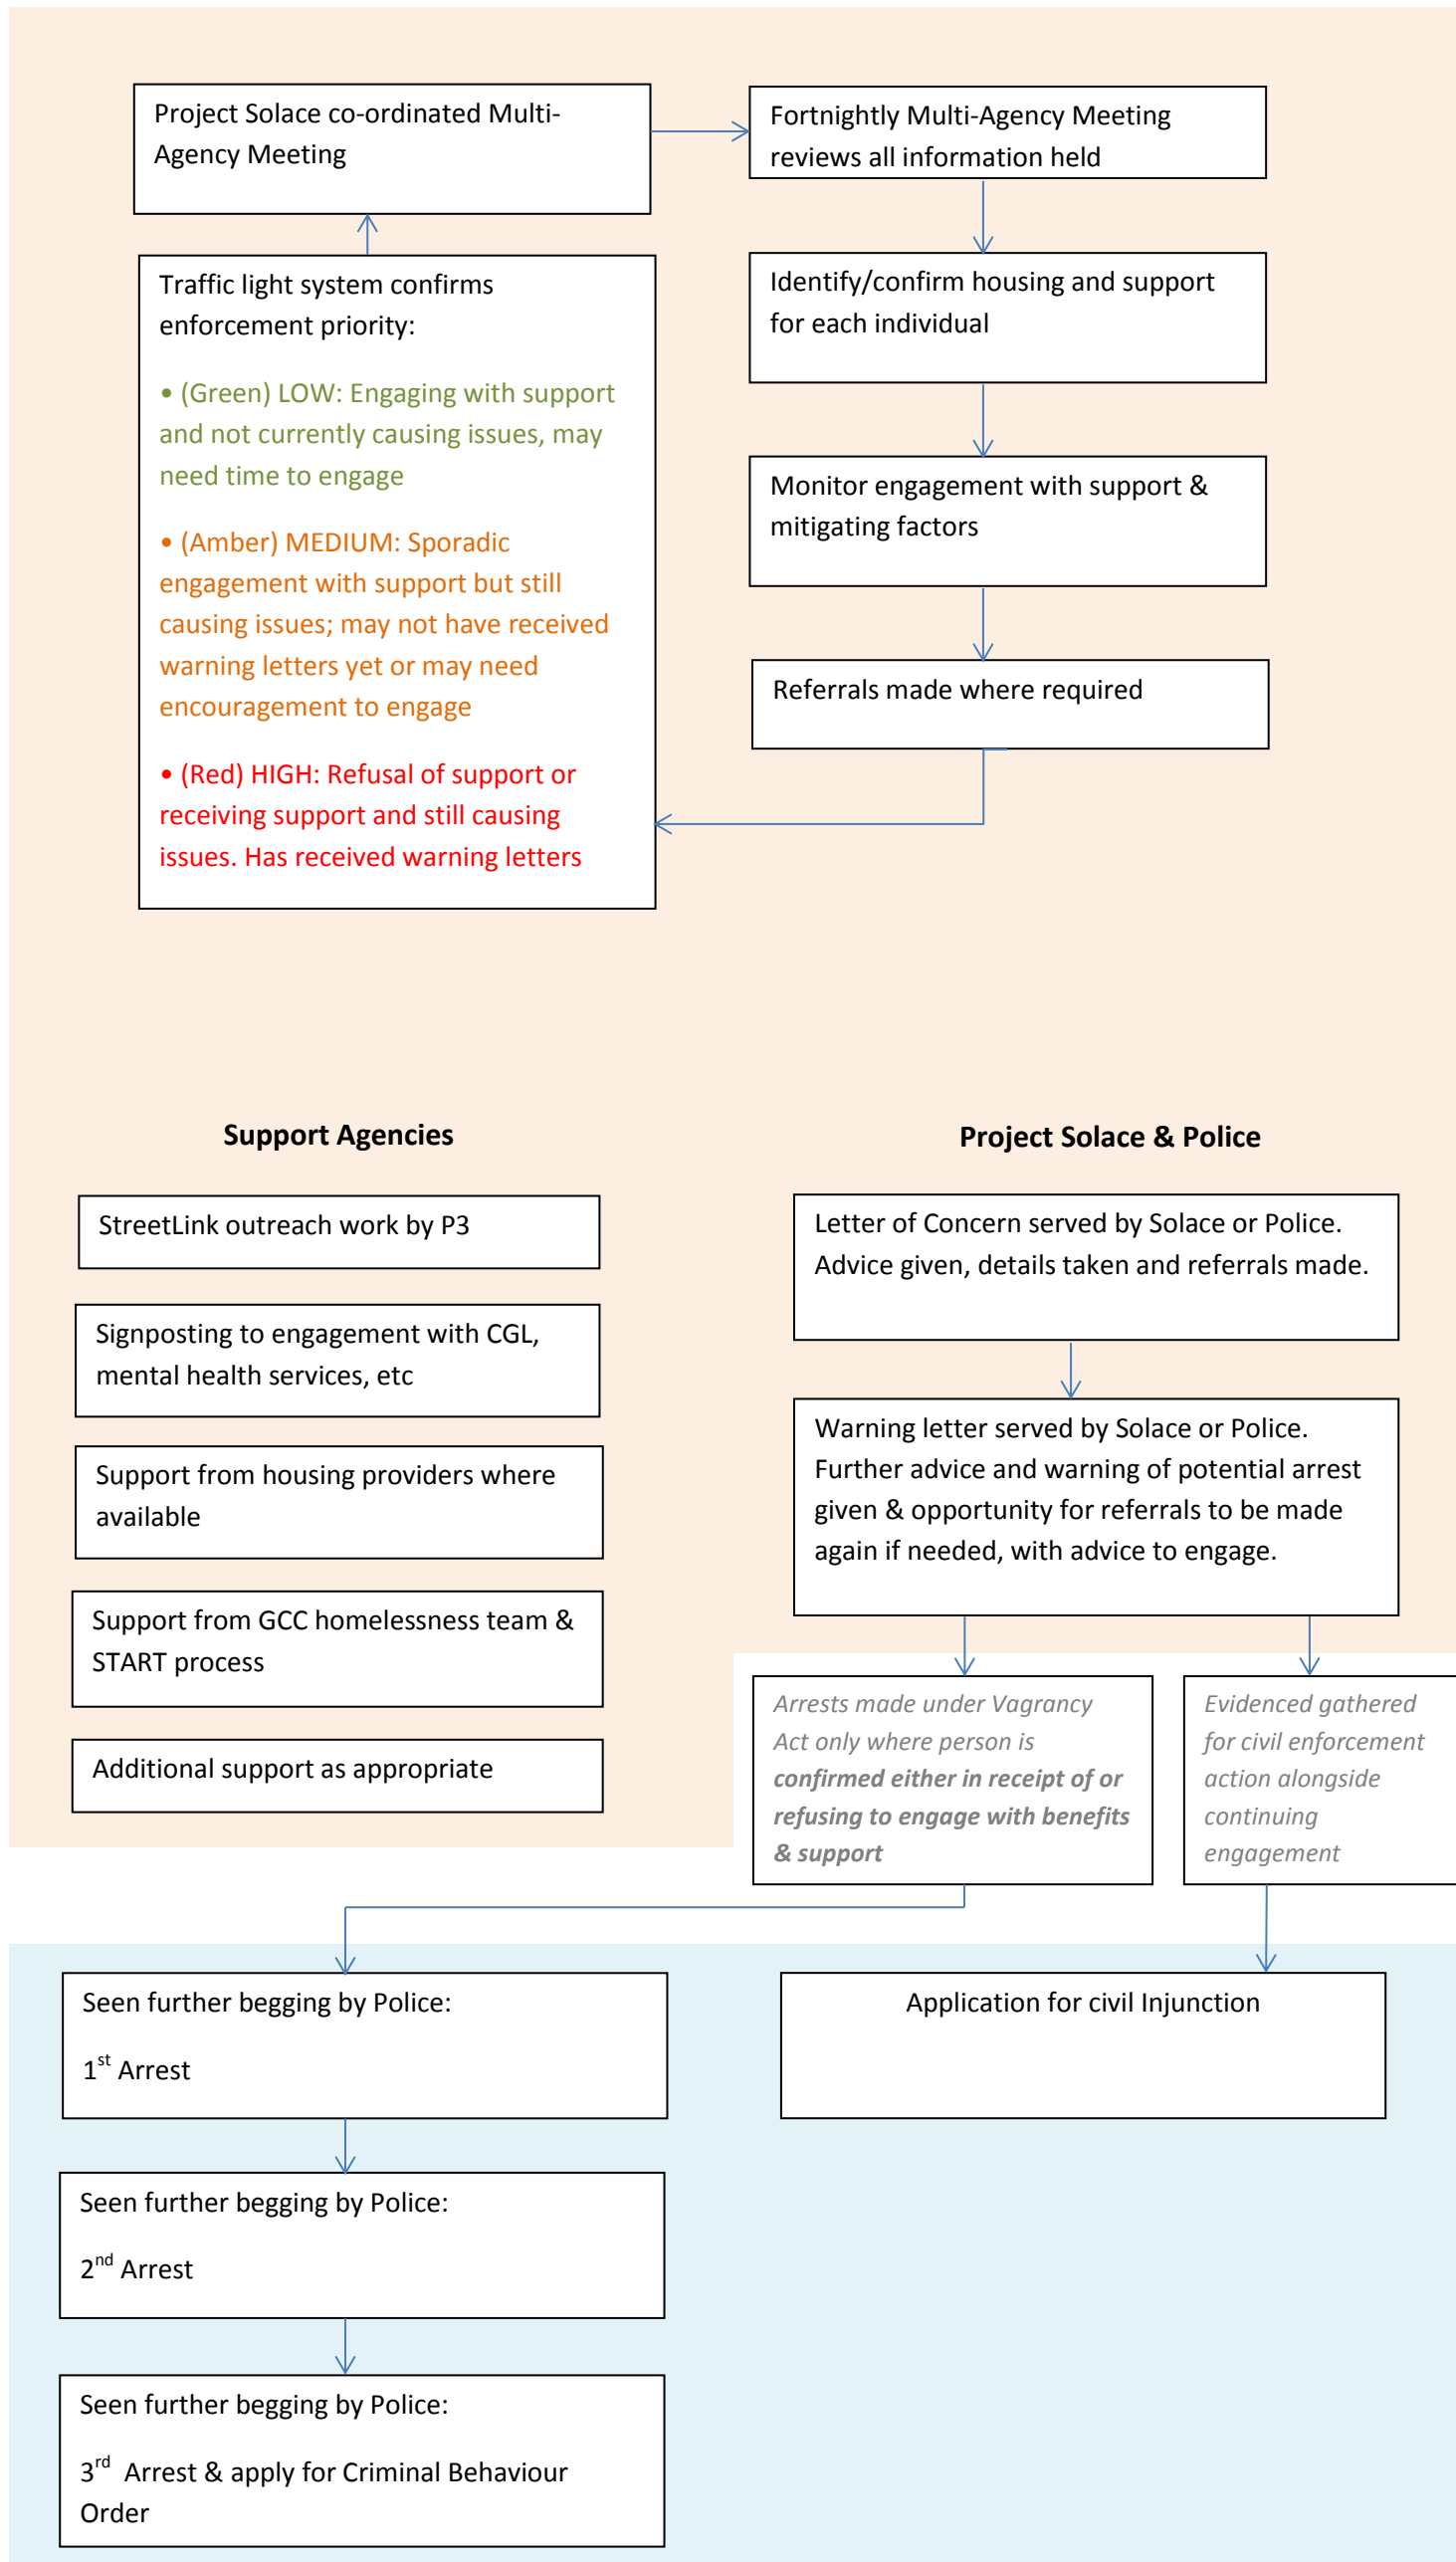 Project Solace co-ordinated Multi-
Agency Meeting
Fortnightly Multi-Agency Meeting
reviews all information held
Identify/confirm housing and support
for each individual
Monitor engagement with support &
mitigating factors
Referrals made where required
Traffic light system confirms
enforcement priority:
• (Green) LOW: Engaging with support
and not currently causing issues, may
need time to engage
• (Amber) MEDIUM: Sporadic
engagement with support but still
causing issues; may not have received
warning letters yet or may need
encouragement to engage
• (Red) HIGH: Refusal of support or
receiving support and still causing
issues. Has received warning letters
Support Agencies
StreetLink outreach work by P3
Signposting to engagement with CGL,
mental health services, etc
Support from housing providers where
available
Support from GCC homelessness team &
START process
Additional support as appropriate
Project Solace & Police
Letter of Concern served by Solace or Police.
Advice given, details taken and referrals made.
Warning letter served by Solace or Police.
Further advice and warning of potential arrest
given & opportunity for referrals to be made
again if needed, with advice to engage.
Arrests made under Vagrancy
Act only where person is
confirmed either in receipt of or
refusing to engage with benefits
& support
Evidenced gathered
for civil enforcement
action alongside
continuing
engagement
Seen further begging by Police:
1st Arrest
Seen further begging by Police:
2nd Arrest
Seen further begging by Police:
3rd Arrest & apply for Criminal Behaviour
Order
Application for civil Injunction